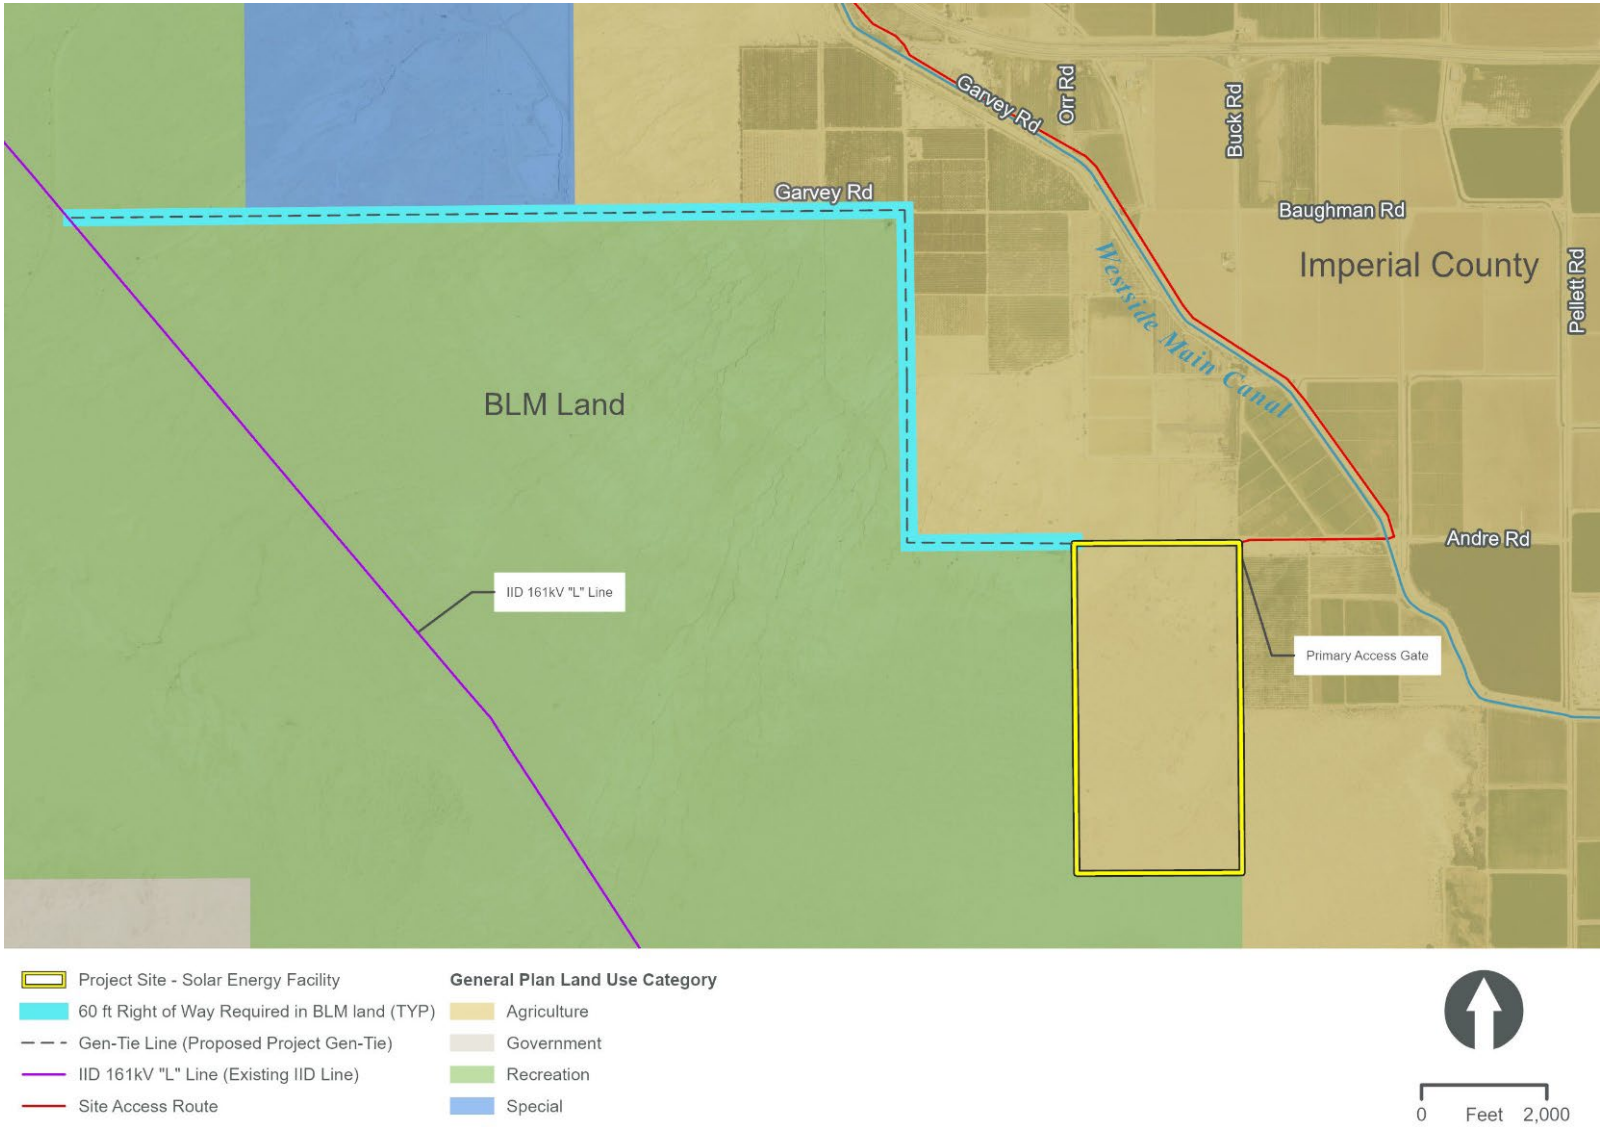 Garvey Rd
Orr Rd
Buck Rd
Garvey Rd
Baughman Rd
Imperial County
Pellett Rd
Westside Main Canal
BLM Land
Andre Rd
IID 161kV "L" Line
Primary Access Gate
Project Site - Solar Energy Facility
60 ft Right of Way Required in BLM land (TYP)
Gen-Tie Line (Proposed Project Gen-Tie)
IID 161kV "L" Line (Existing IID Line)
Site Access Route
General Plan Land Use Category
Agriculture
Government
Recreation
Special
0 Feet 2,000